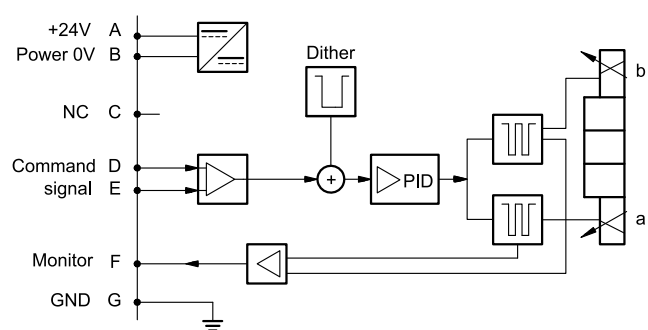 +24V A
Power 0V B
Dither
b
NC C
Command D
signal E
+
PID
a
Monitor F
GND G